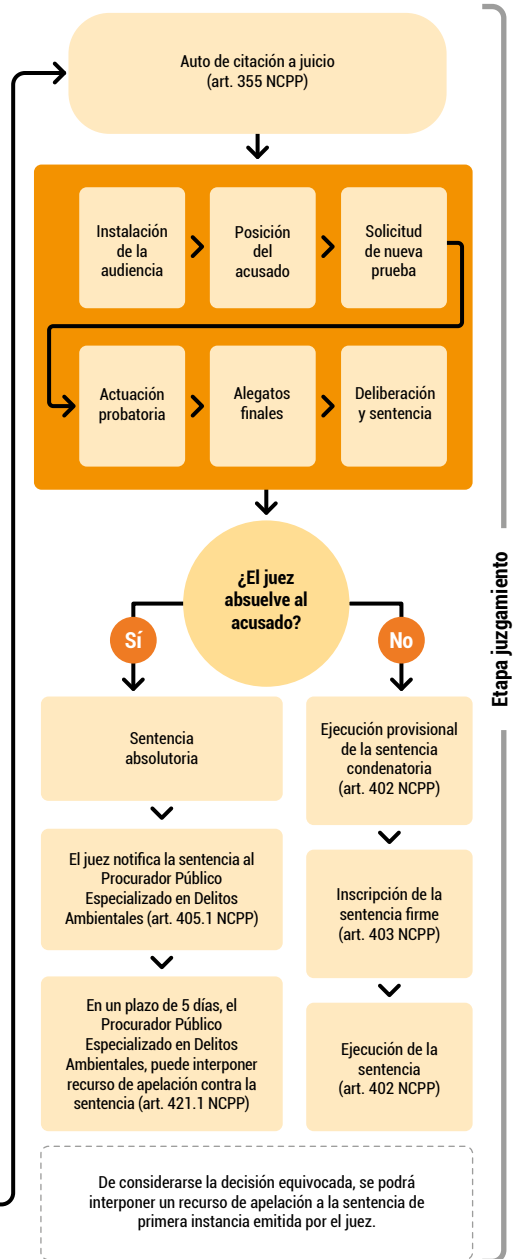 Auto de citación a juicio
(art. 355 NCPP)
Instalación
de la
audiencia
Posición
del
acusado
Solicitud
de nueva
prueba
Actuación
probatoria
Alegatos
finales
Deliberación
y sentencia
¿El juez
absuelve al
acusado?
Sí
No
Sentencia
absolutoria
El juez notifica la sentencia al
Procurador Público
Especializado en Delitos
Ambientales (art. 405.1 NCPP)
En un plazo de 5 días, el
Procurador Público
Especializado en Delitos
Ambientales, puede interponer
recurso de apelación contra la
sentencia (art. 421.1 NCPP)
Ejecución provisional
de la sentencia
condenatoria
(art. 402 NCPP)
Inscripción de la
sentencia firme
(art. 403 NCPP)
Ejecución de la
sentencia
(art. 402 NCPP)
De considerarse la decisión equivocada, se podrá
interponer un recurso de apelación a la sentencia de
primera instancia emitida por el juez.
Etapa juzgamiento